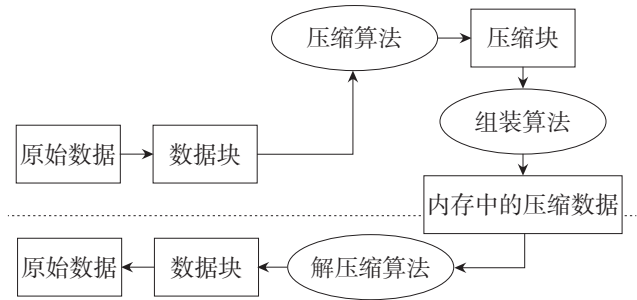 压缩算法
压缩块
组装算法
原始数据
数据块
内存中的压缩数据
原始数据
数据块
解压缩算法